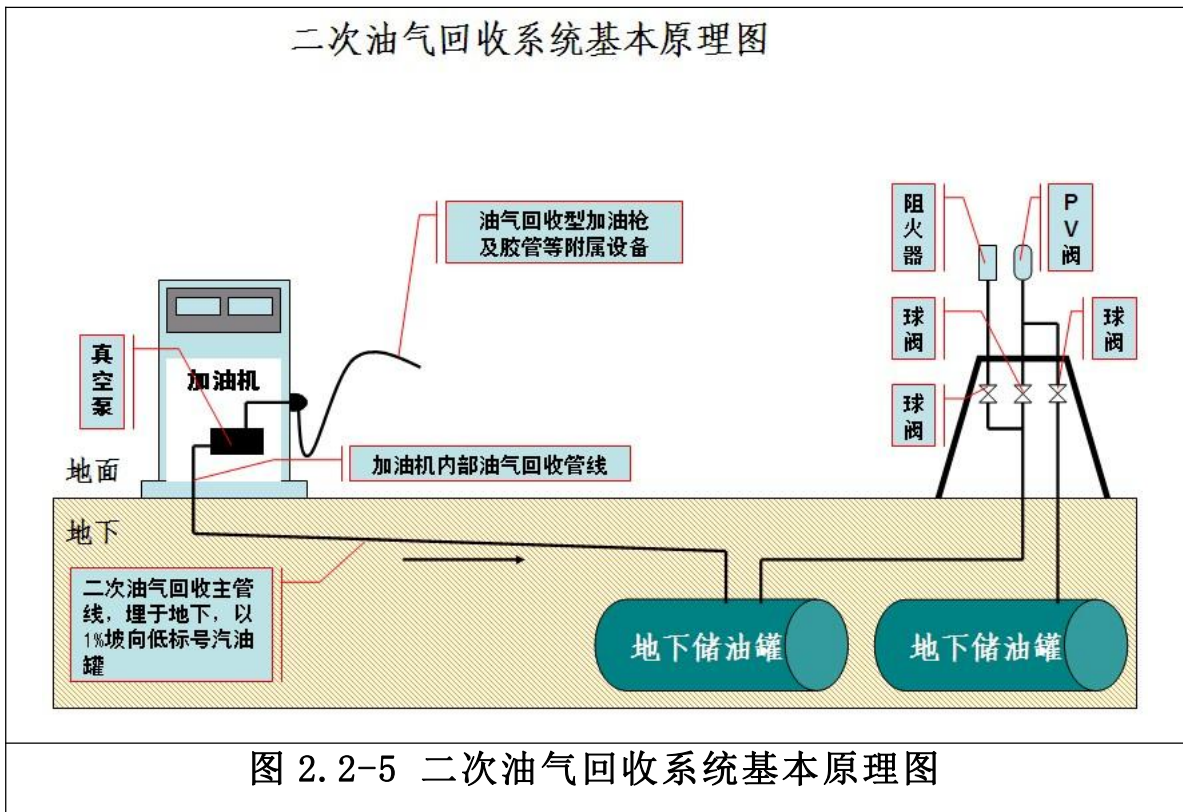 二次油气回收系统基本原理图
油气回收型加油枪
及胶管等附属设备
阻
火
器
P
V
阀
真
空
泵
加油机
球
阀
球
阀
球
阀
加油机内部油气回收管线
地面
地下
二次油气回收主管
线，埋于地下，以
1%坡向低标号汽油
罐
地下储油罐
地下储油罐
图 2.2-5 二次油气回收系统基本原理图